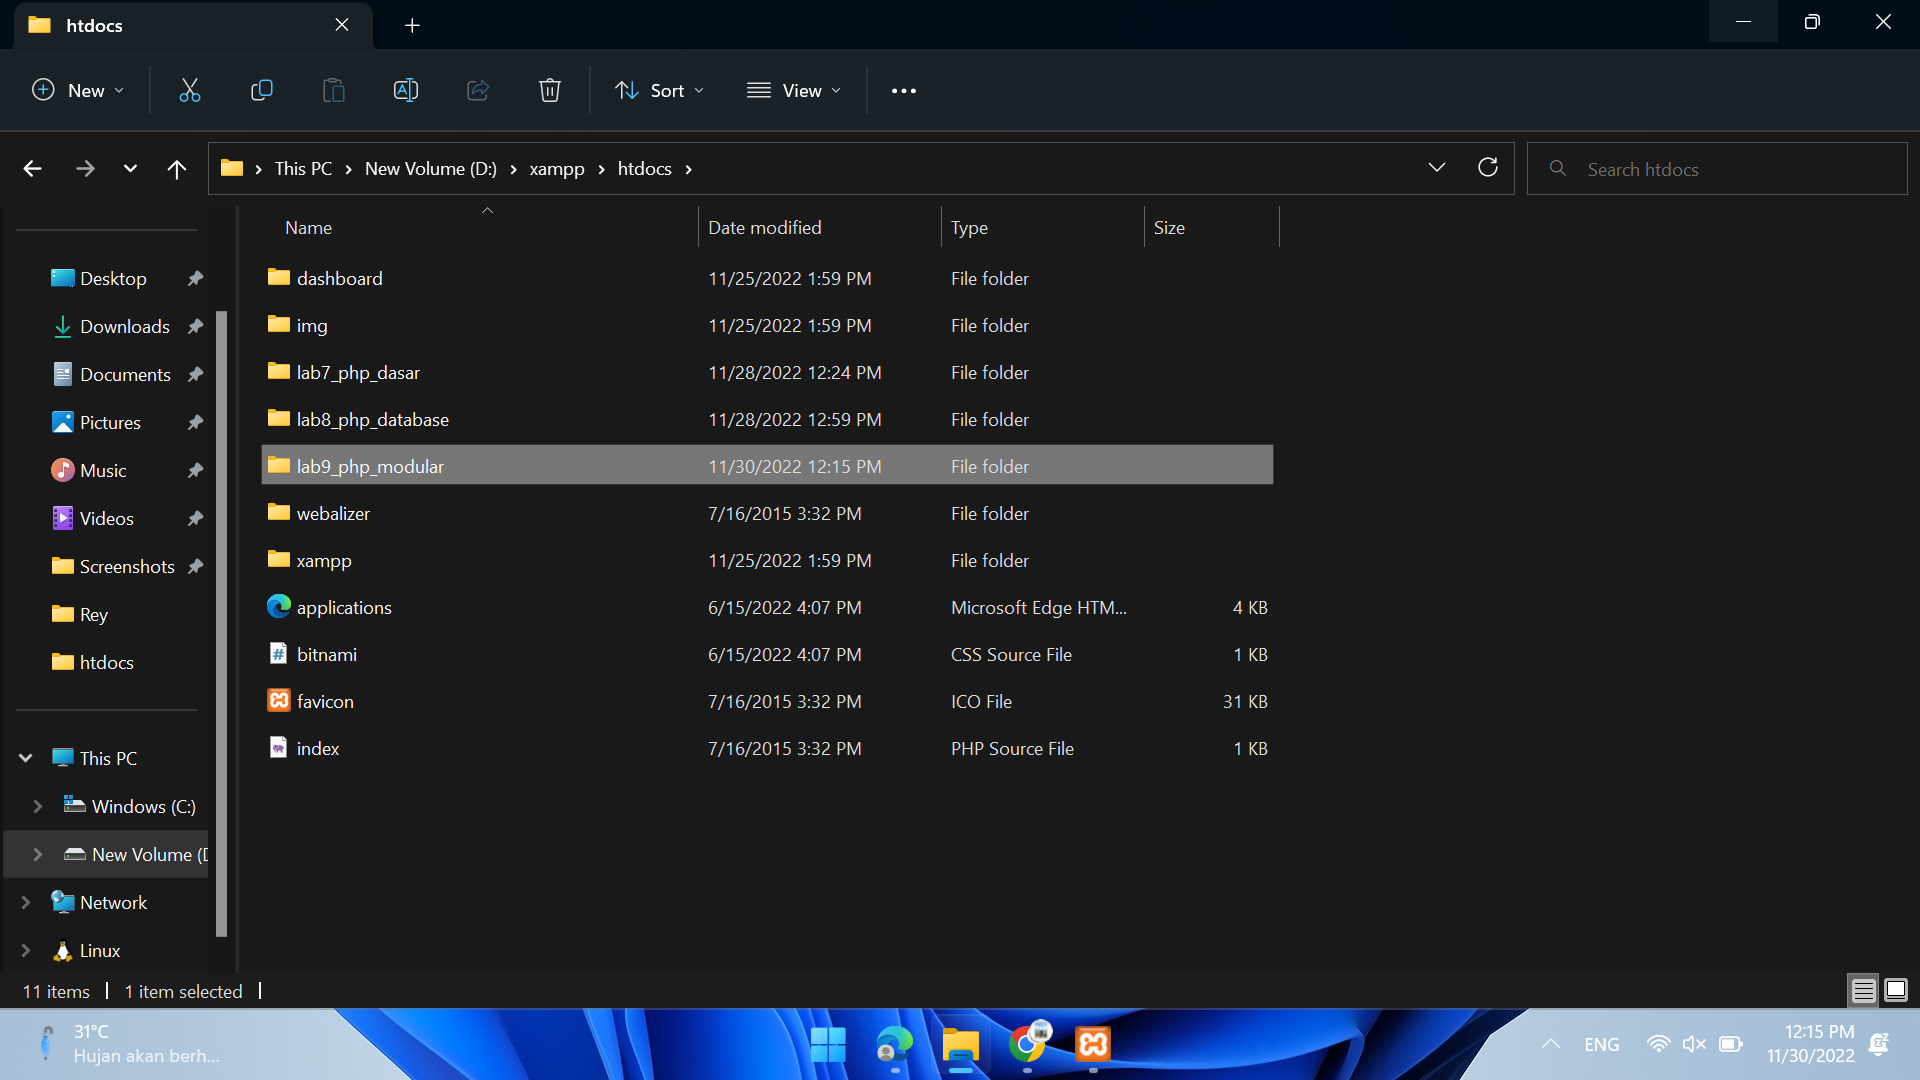 htdocs
New
Sort
View
This PC > New Volume (D:) > xampp > htdocs >
Search htdocs
Name Date modified Type Size
dashboard 11/25/2022 1:59 PM File folder
img 11/25/2022 1:59 PM File folder
lab7_php_dasar 11/28/2022 12:24 PM File folder
lab8_php_database 11/28/2022 12:59 PM File folder
lab9_php_modular 11/30/2022 12:15 PM File folder
webalizer 7/16/2015 3:32 PM File folder
xampp 11/25/2022 1:59 PM File folder
applications 6/15/2022 4:07 PM Microsoft Edge HTM... 4 KB
bitnami 6/15/2022 4:07 PM CSS Source File 1 KB
favicon 7/16/2015 3:32 PM ICO File 31 KB
index 7/16/2015 3:32 PM PHP Source File 1 KB
Desktop
Downloads
Documents
Pictures
Music
Videos
Screenshots
Rey
htdocs
This PC
Windows (C:)
New Volume (D
Network
Linux
11 items | 1 item selected |
31°C
Hujan akan berh...
ENG
12:15 PM
11/30/2022